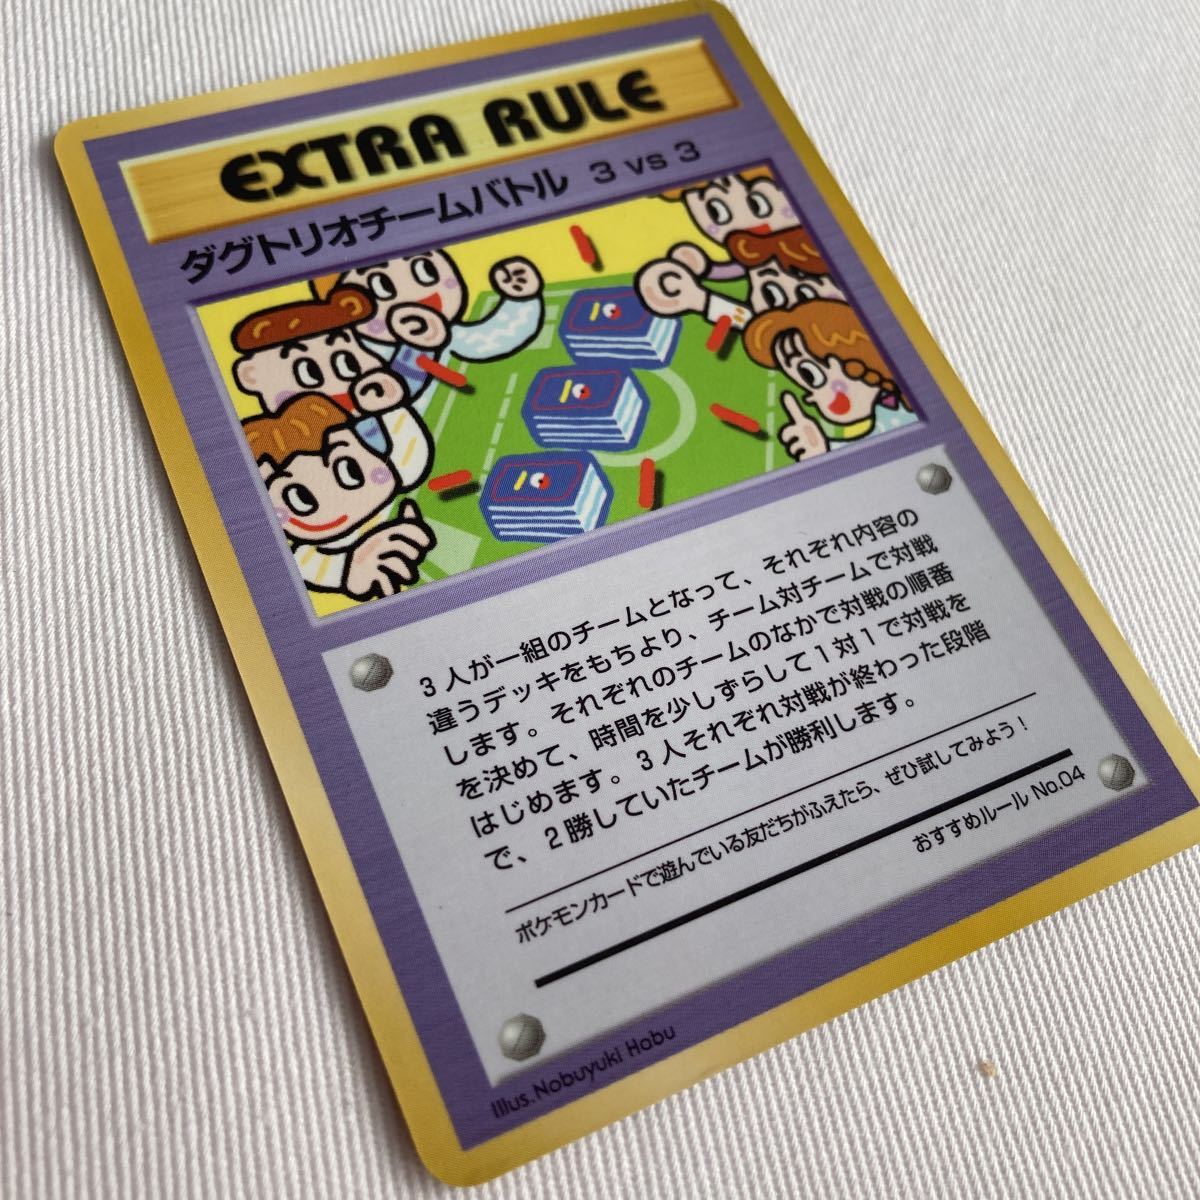 EXTRA RULE
ダグトリオチームバトル 3 vs 3
3人が一組のチームとなって、それぞれ内容の
違うデッキをもちより、チーム対チームで対戦
します。それぞれのチームのなかで対戦の順番
を決めて、時間を少しずらして1対1で対戦を
はじめます。3人それぞれ対戦が終わった段階
で、2勝していたチームが勝利します。
ポケモンカードで遊んでいる友だちがふえたら、ぜひ試してみよう！
おすすめルール No.04
Illus.Nobuyuki Habu